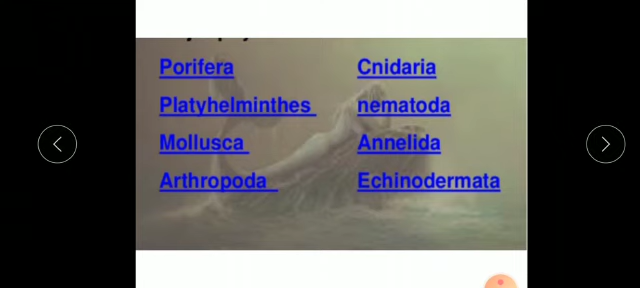 Porifera Cnidaria
Platyhelminthes nematoda
Mollusca Annelida
Arthropoda Echinodermata